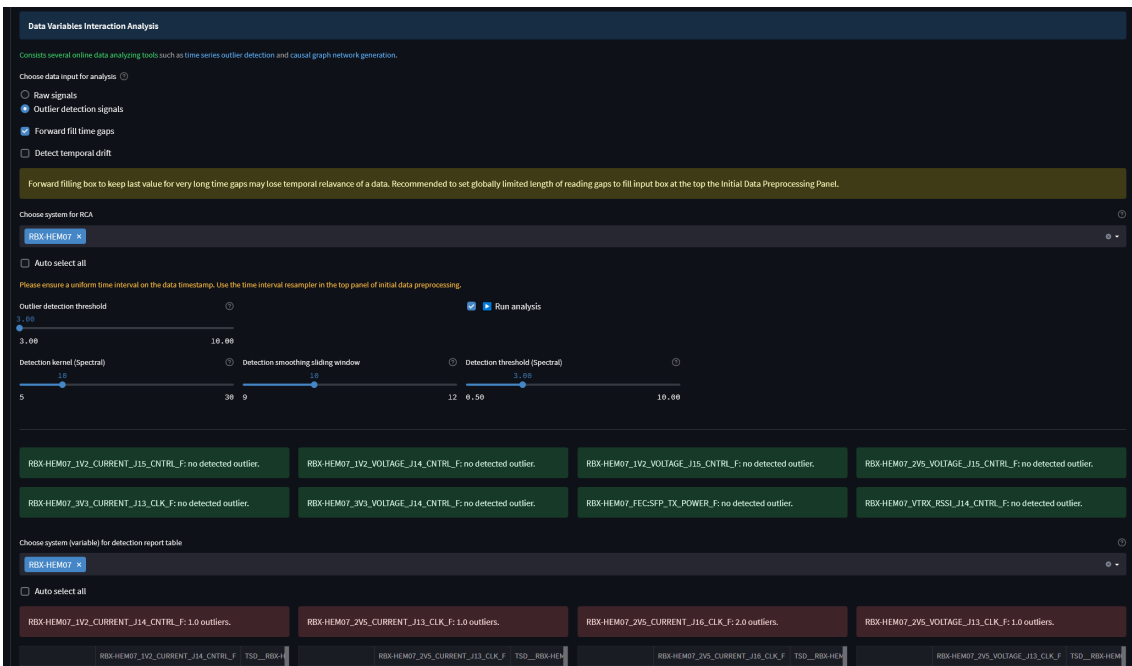 Data Variables Interaction Analysis
Consists several online data analyzing tools such as time series outlier detection and causal graph network generation.
Choose data input for analysis
Raw signals
Outlier detection signals
Forward fill time gaps
Detect temporal drift
Forward filling box to keep last value for very long time gaps may lose temporal relavance of a data. Recommended to set globally limited length of reading gaps to fill input box at the top the Initial Data Preprocessing Panel.
Choose system for RCA
RBX-HEM07 ×
Auto select all
Please ensure a uniform time interval on the data timestamp. Use the time interval resampler in the top panel of initial data preprocessing.
Outlier detection threshold
Run analysis
3.00
3.00 10.00
Detection kernel (Spectral) Detection smoothing sliding window Detection threshold (Spectral)
10 10 3.00
5 30 9 12 0.50 10.00
RBX-HEM07_1V2_CURRENT_J15_CNTRL_F: no detected outlier. RBX-HEM07_1V2_VOLTAGE_J14_CNTRL_F: no detected outlier. RBX-HEM07_1V2_VOLTAGE_J15_CNTRL_F: no detected outlier. RBX-HEM07_2V5_VOLTAGE_J15_CNTRL_F: no detected outlier.
RBX-HEM07_3V3_CURRENT_J13_CLK_F: no detected outlier. RBX-HEM07_3V3_VOLTAGE_J14_CNTRL_F: no detected outlier. RBX-HEM07_FEC:SFP_TX_POWER_F: no detected outlier. RBX-HEM07_VTRX_RSSI_J14_CNTRL_F: no detected outlier.
Choose system (variable) for detection report table
RBX-HEM07 ×
Auto select all
RBX-HEM07_1V2_CURRENT_J14_CNTRL_F: 1.0 outliers. RBX-HEM07_2V5_CURRENT_J13_CLK_F: 1.0 outliers. RBX-HEM07_2V5_CURRENT_J16_CLK_F: 2.0 outliers. RBX-HEM07_2V5_VOLTAGE_J13_CLK_F: 1.0 outliers.
RBX-HEM07_1V2_CURRENT_J14_CNTRL_F TSD__RBX-H RBX-HEM07_2V5_CURRENT_J13_CLK_F TSD__RBX-HEM RBX-HEM07_2V5_CURRENT_J16_CLK_F TSD__RBX-HEM RBX-HEM07_2V5_VOLTAGE_J13_CLK_F TSD__RBX-HEM